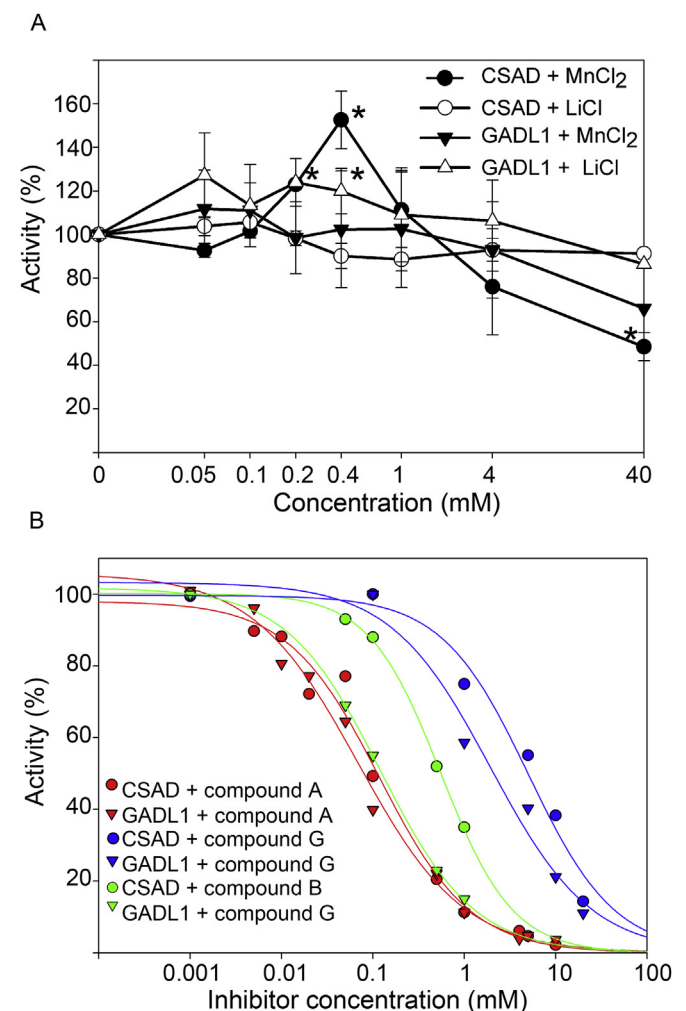 A
CSAD + MnCl2
CSAD + LiCl
GADL1 + MnCl2
GADL1 + LiCl
160
140
120
100
80
60
40
20
Activity (%)
* * * *
0 0.05 0.1 0.2 0.4 1 4 40
Concentration (mM)
B
100
80
60
40
20
Activity (%)
CSAD + compound A
GADL1 + compound A
CSAD + compound G
GADL1 + compound G
CSAD + compound B
GADL1 + compound G
0.001 0.01 0.1 1 10 100
Inhibitor concentration (mM)